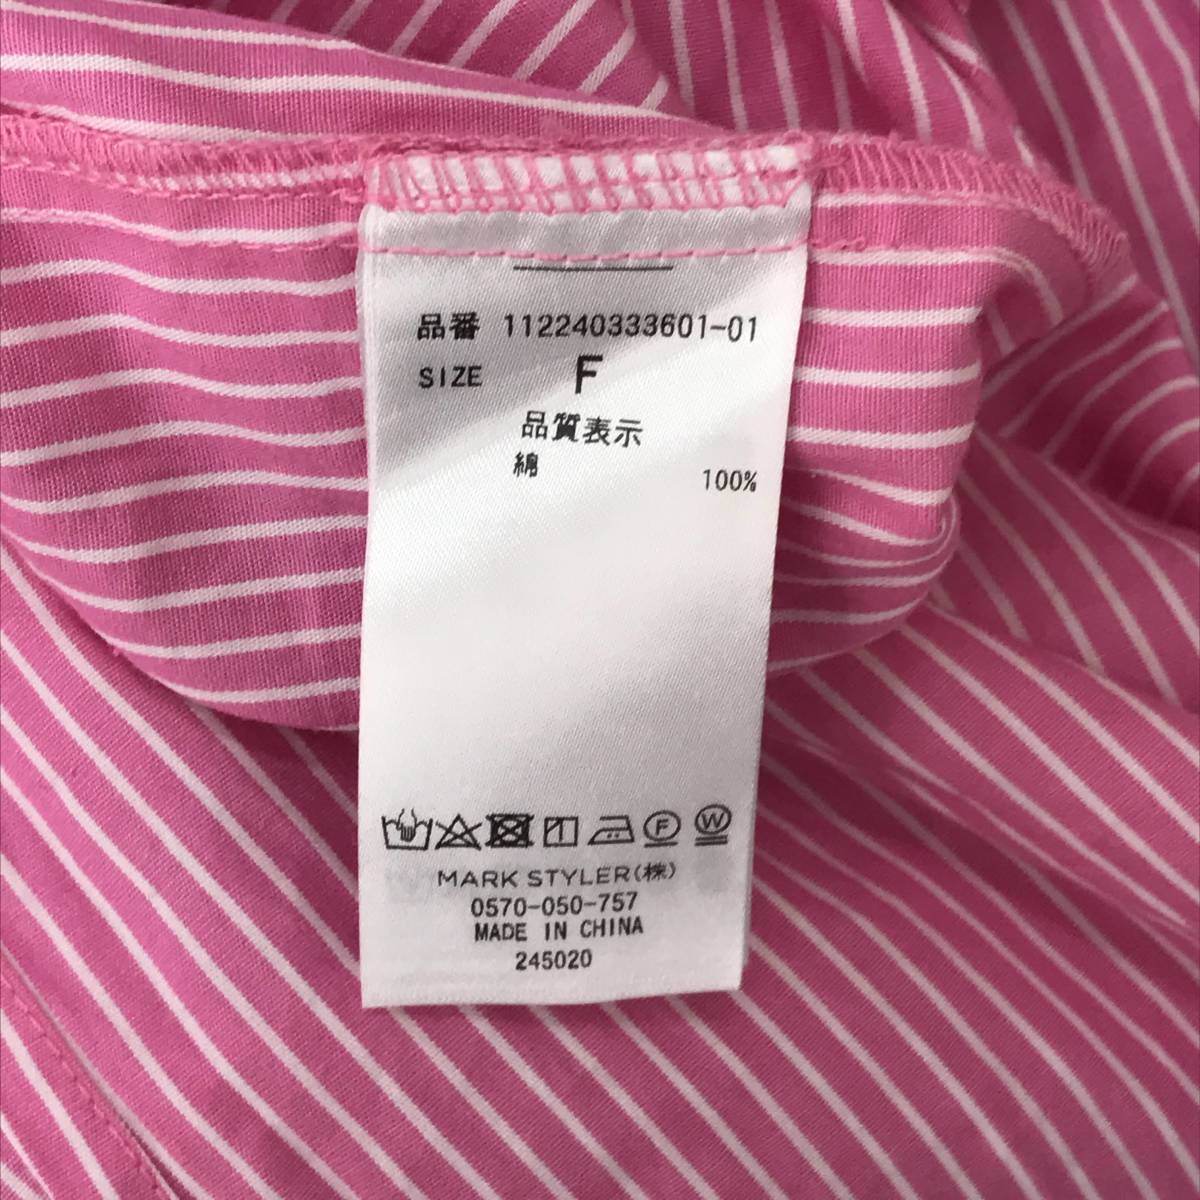 品番 112240333601-01
SIZE F
品質表示
綿 100%
F W
MARK STYLER(株)
0570-050-757
MADE IN CHINA
245020